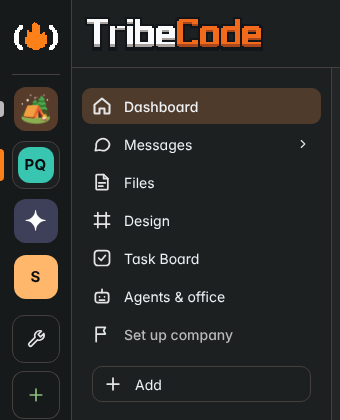 TribeCode
Dashboard
PQ
Messages
Files
Design
Task Board
S
Agents & office
Set up company
Add